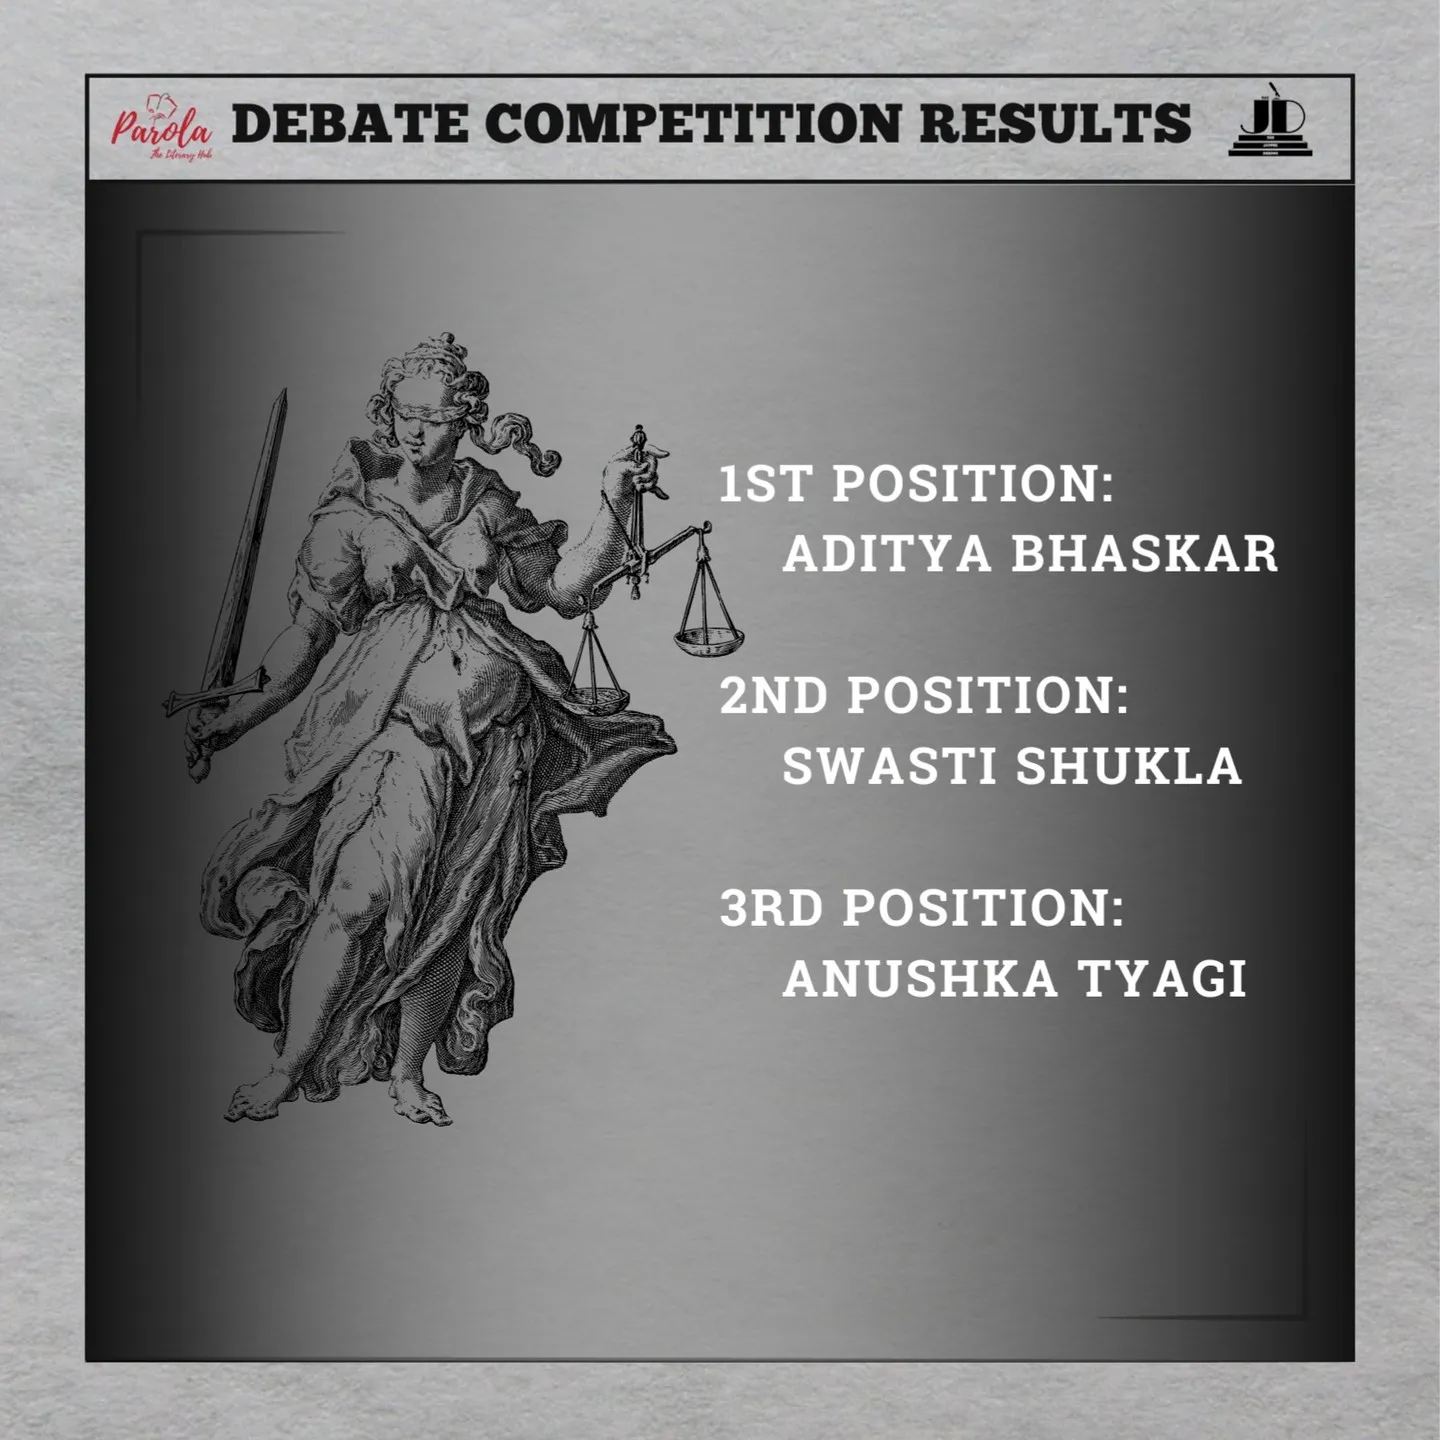 Parola
The Literary Hub
DEBATE COMPETITION RESULTS
JD
1ST POSITION:
ADITYA BHASKAR
2ND POSITION:
SWASTI SHUKLA
3RD POSITION:
ANUSHKA TYAGI